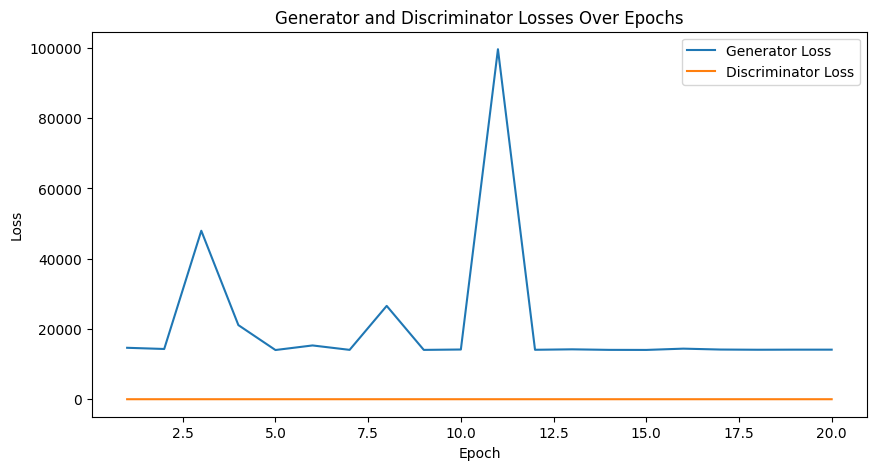 Generator and Discriminator Losses Over Epochs
Generator Loss
Discriminator Loss
100000
80000
60000
40000
20000
0
Loss
2.5
5.0
7.5
10.0
12.5
15.0
17.5
20.0
Epoch